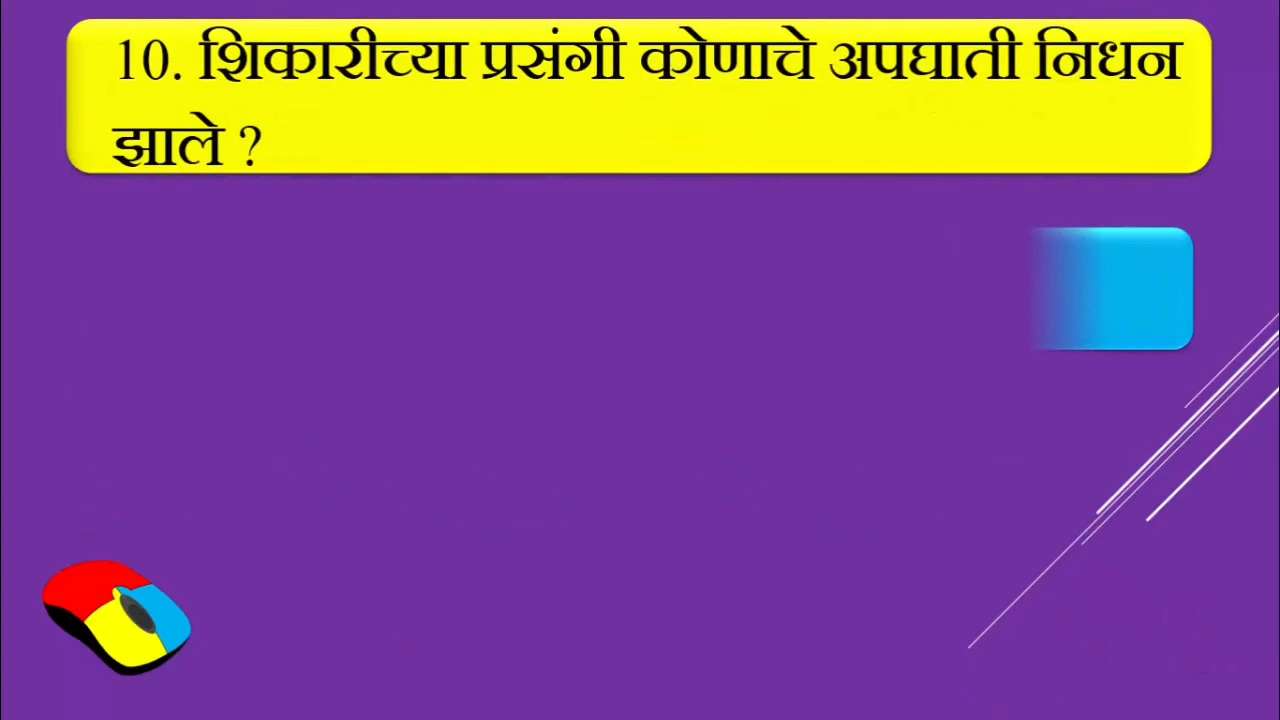 10. शिकारीच्या प्रसंगी कोणाचे अपघाती निधन
झाले ?